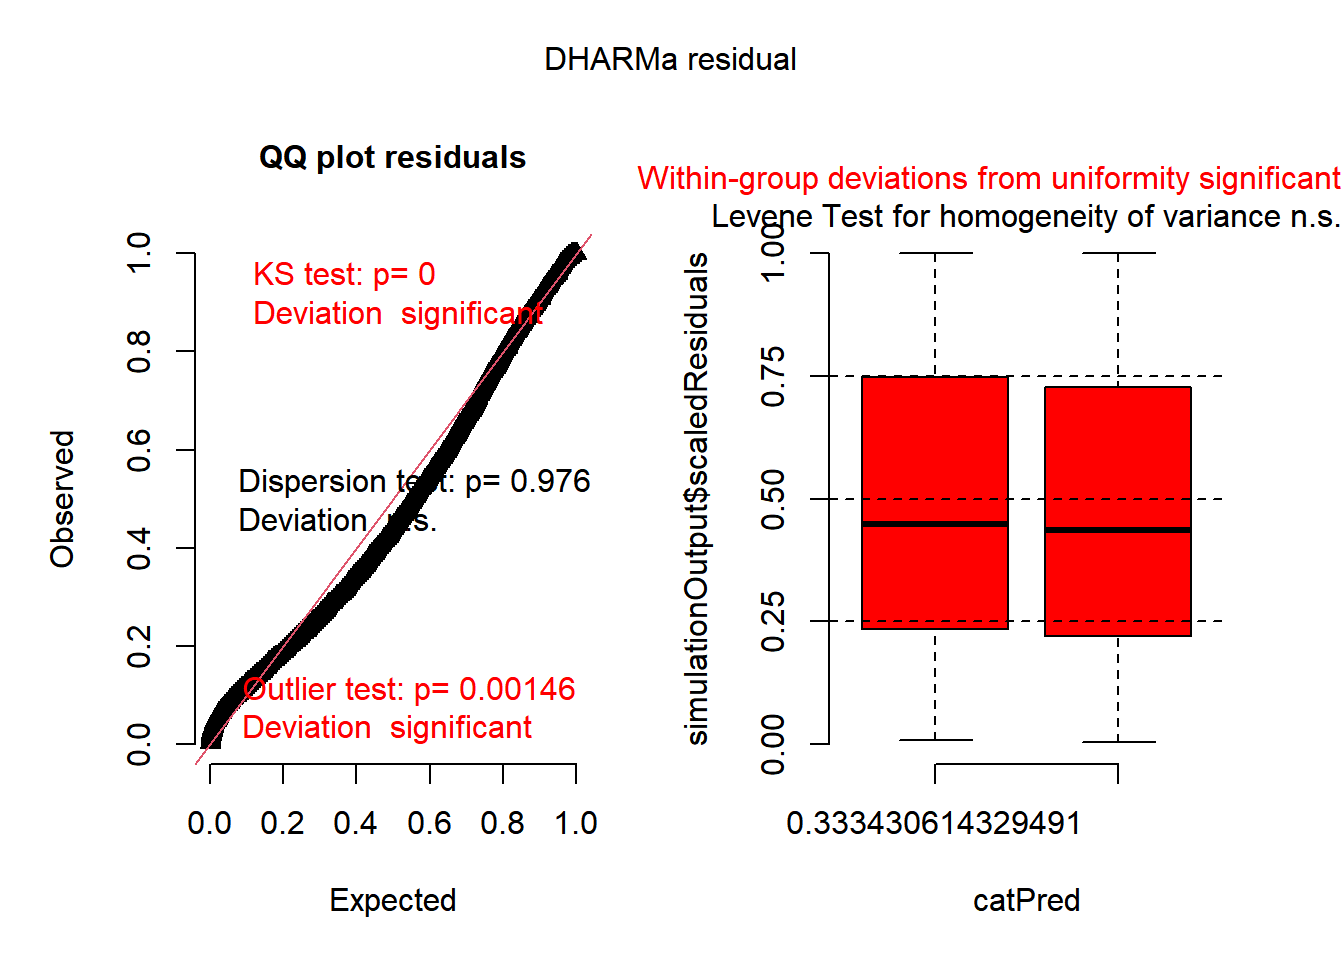 DHARMa residual
QQ plot residuals
KS test: p= 0
Deviation  significant
Dispersion test: p= 0.976
Deviation  n.s.
Outlier test: p= 0.00146
Deviation  significant
Observed
0.0 0.2 0.4 0.6 0.8 1.0
0.0 0.2 0.4 0.6 0.8 1.0
Expected
Within-group deviations from uniformity significant
Levene Test for homogeneity of variance n.s.
simulationOutput$scaledResiduals
0.00 0.25 0.50 0.75 1.00
0.333430614329491
catPred